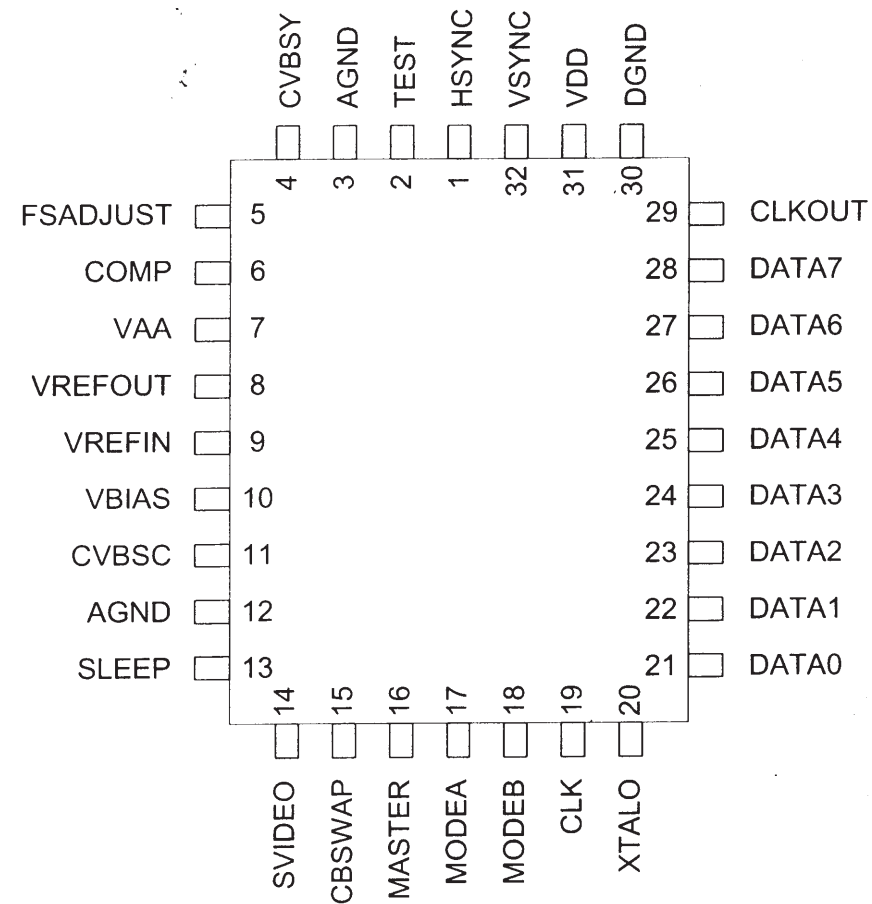 CVBSY
AGND
TEST
HSYNC
VSYNC
VDD
DGND
4
3
2
1
32
31
30
FSADJUST 5
COMP 6
VAA 7
VREFOUT 8
VREFIN 9
VBIAS 10
CVBSC 11
AGND 12
SLEEP 13
29 CLKOUT
28 DATA7
27 DATA6
26 DATA5
25 DATA4
24 DATA3
23 DATA2
22 DATA1
21 DATA0
14
15
16
17
18
19
20
SVIDEO
CBSWAP
MASTER
MODEA
MODEB
CLK
XTALO